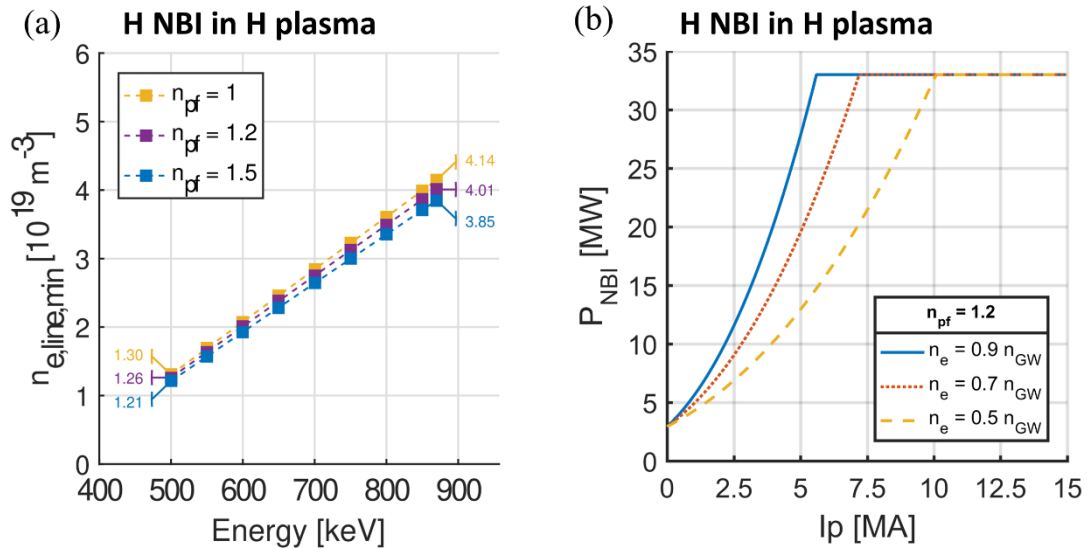 (a)
H NBI in H plasma
n_e,line,min [10^19 m^-3]
6
5
4
3
2
1
0
n_pf = 1
n_pf = 1.2
n_pf = 1.5
4.14
4.01
3.85
1.30
1.26
1.21
400 500 600 700 800 900
Energy [keV]
(b)
H NBI in H plasma
P_NBI [MW]
35
30
25
20
15
10
5
0
n_pf = 1.2
n_e = 0.9 n_GW
n_e = 0.7 n_GW
n_e = 0.5 n_GW
0 2.5 5 7.5 10 12.5 15
Ip [MA]